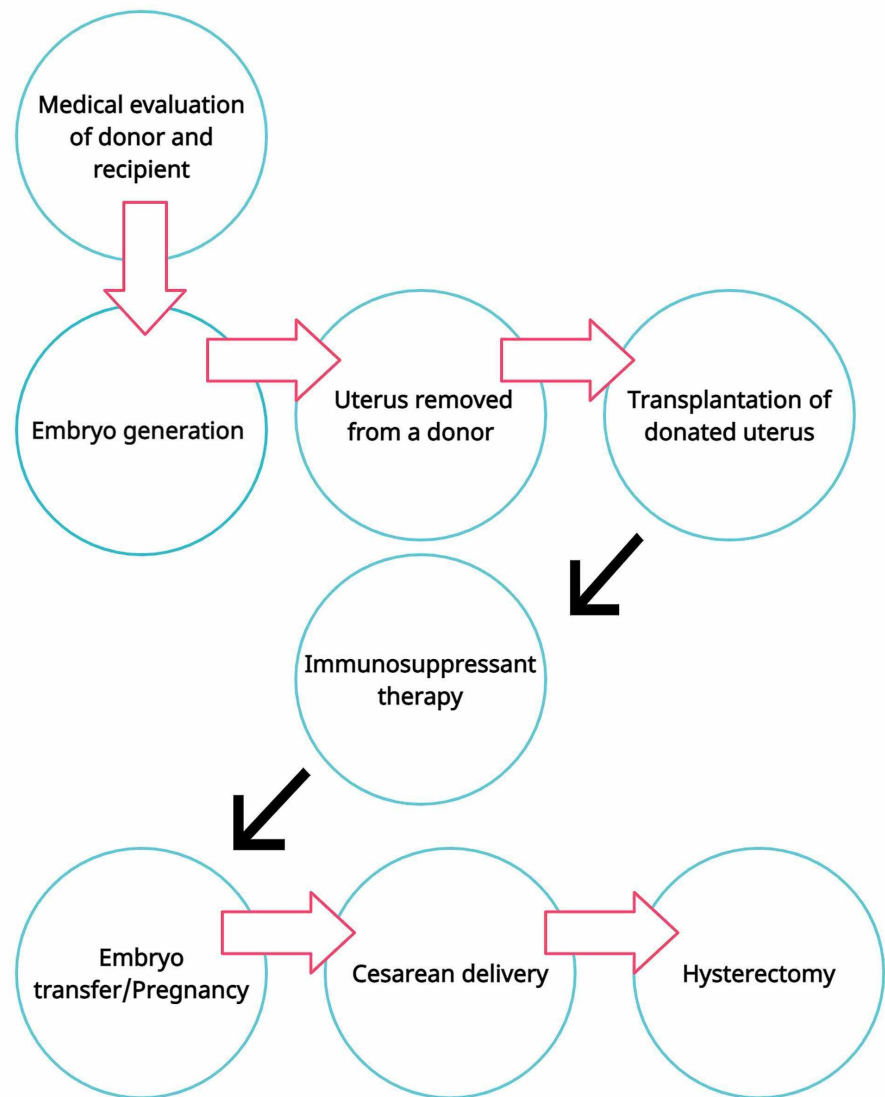 Medical evaluation
of donor and
recipient
Embryo generation
Uterus removed
from a donor
Transplantation of
donated uterus
Immunosuppressant
therapy
Embryo
transfer/Pregnancy
Cesarean delivery
Hysterectomy